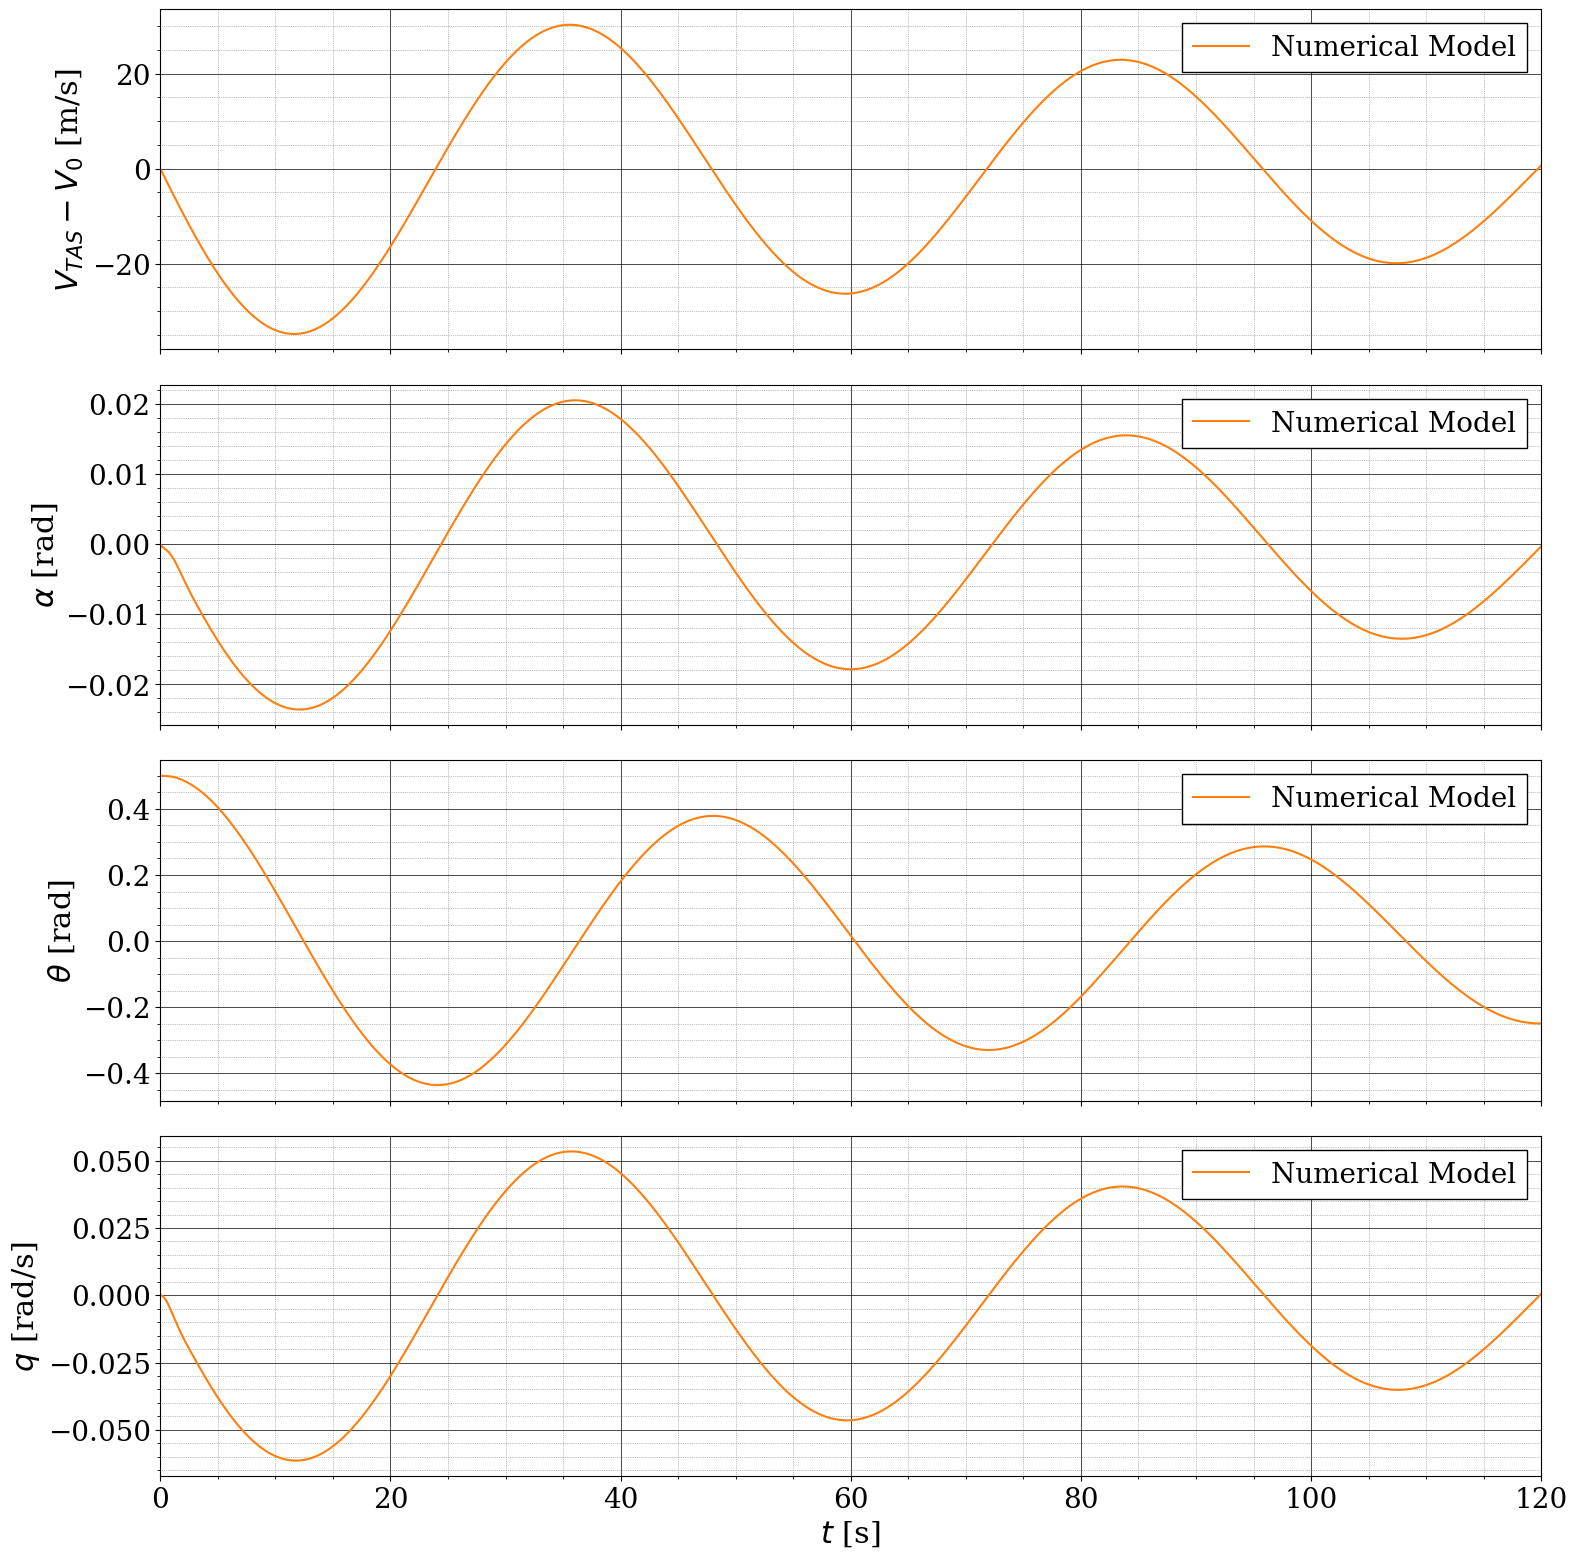 V_TAS − V_0 [m/s]
20
0
−20
Numerical Model
α [rad]
0.02
0.01
0.00
−0.01
−0.02
Numerical Model
θ [rad]
0.4
0.2
0.0
−0.2
−0.4
Numerical Model
q [rad/s]
0.050
0.025
0.000
−0.025
−0.050
Numerical Model
0 20 40 60 80 100 120
t [s]